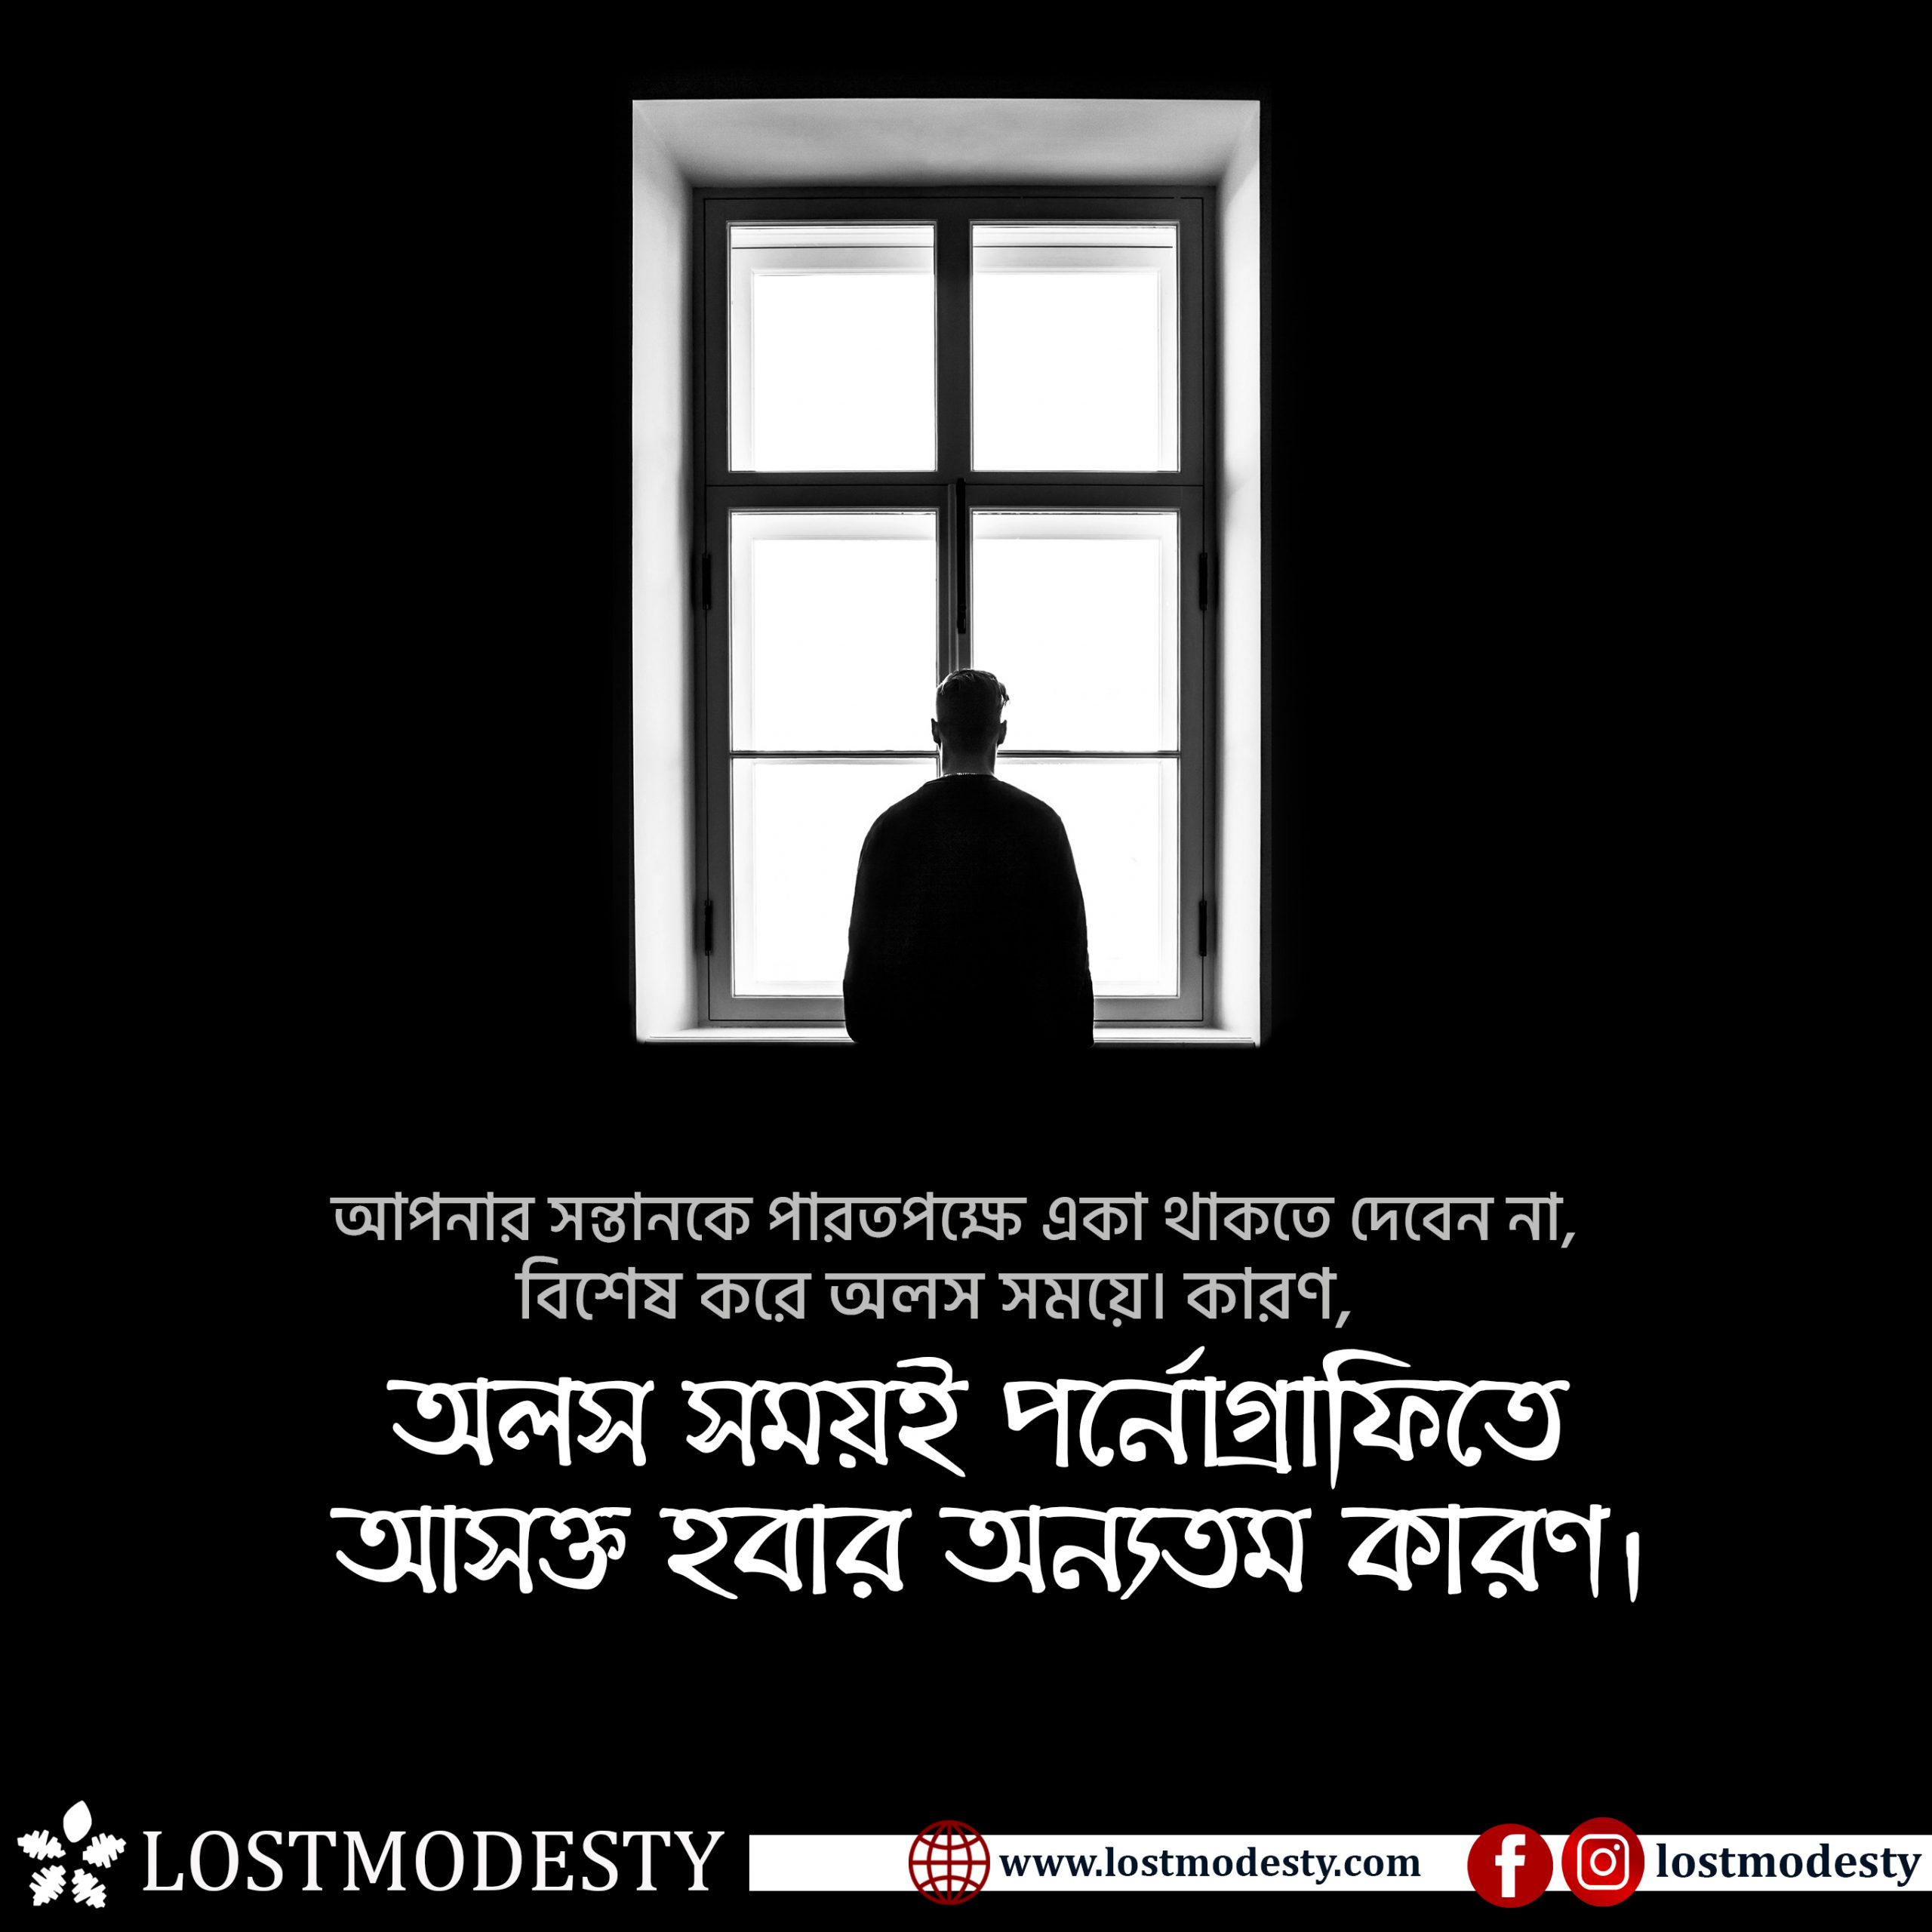 আপনার সন্তানকে পারতপক্ষে একা থাকতে দেবেন না,
বিশেষ করে অলস সময়ে। কারণ,
অলস সময়ই পর্নোগ্রাফিতে
আসক্ত হবার অন্যতম কারণ।
LOSTMODESTY www.lostmodesty.com lostmodesty